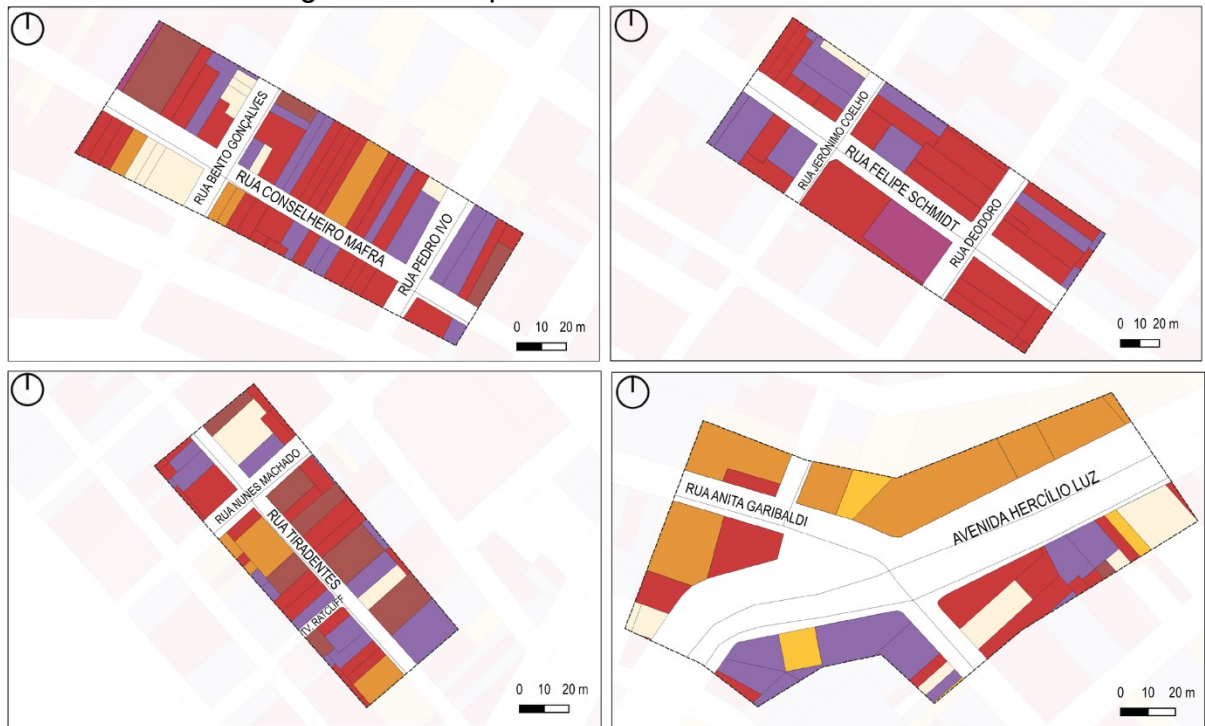 RUA BENTO GONÇALVES
RUA CONSELHEIRO MAFRA
RUA PEDRO IVO
0 10 20 m
RUA JERÔNIMO COELHO
RUA FELIPE SCHMIDT
RUA DEODORO
0 10 20 m
RUA NUNES MACHADO
RUA TIRADENTES
TV. RATCLIFF
0 10 20 m
RUA ANITA GARIBALDI
AVENIDA HERCÍLIO LUZ
0 10 20 m